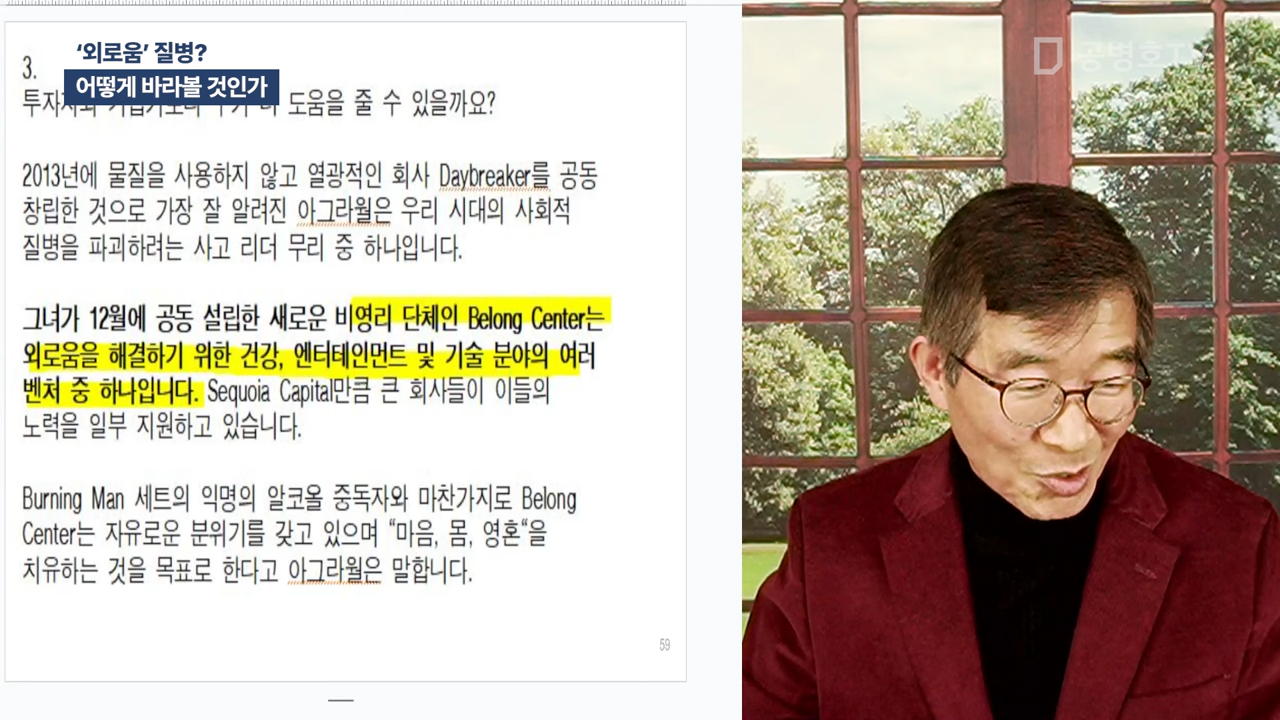 ‘외로움’ 질병?
어떻게 바라볼 것인가
3.
도움을 줄 수 있을까요?
2013년에 물질을 사용하지 않고 열광적인 회사 Daybreaker를 공동
창립한 것으로 가장 잘 알려진 아그라월은 우리 시대의 사회적
질병을 파괴하려는 사고 리더 무리 중 하나입니다.
그녀가 12월에 공동 설립한 새로운 비영리 단체인 Belong Center는
외로움을 해결하기 위한 건강, 엔터테인먼트 및 기술 분야의 여러
벤처 중 하나입니다. Sequoia Capital만큼 큰 회사들이 이들의
노력을 일부 지원하고 있습니다.
Burning Man 세트의 익명의 알코올 중독자와 마찬가지로 Belong
Center는 자유로운 분위기를 갖고 있으며 “마음, 몸, 영혼“을
치유하는 것을 목표로 한다고 아그라월은 말합니다.
59
공병호TV